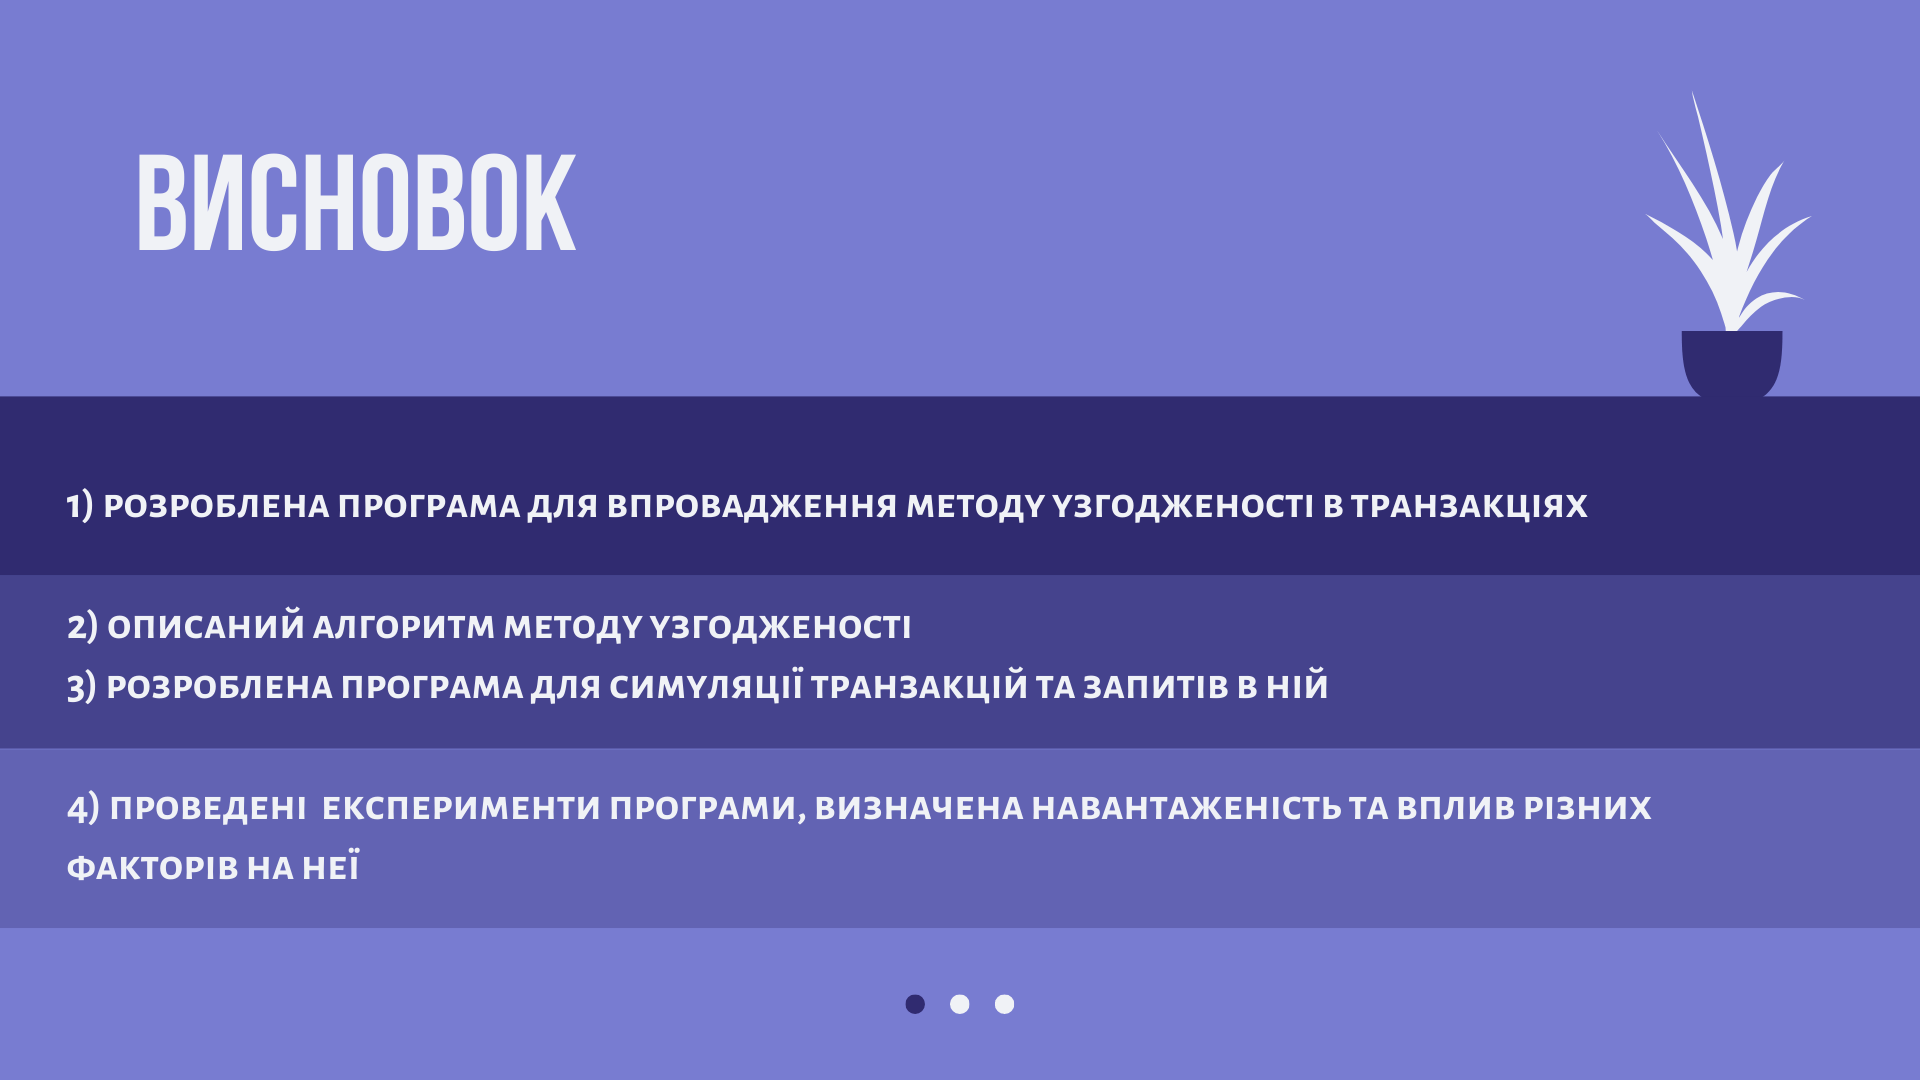 ВИСНОВОК
1) РОЗРОБЛЕНА ПРОГРАМА ДЛЯ ВПРОВАДЖЕННЯ МЕТОДУ УЗГОДЖЕНОСТІ В ТРАНЗАКЦІЯХ
2) ОПИСАНИЙ АЛГОРИТМ МЕТОДУ УЗГОДЖЕНОСТІ
3) РОЗРОБЛЕНА ПРОГРАМА ДЛЯ СИМУЛЯЦІЇ ТРАНЗАКЦІЙ ТА ЗАПИТІВ В НІЙ
4) ПРОВЕДЕНІ  ЕКСПЕРИМЕНТИ ПРОГРАМИ, ВИЗНАЧЕНА НАВАНТАЖЕНІСТЬ ТА ВПЛИВ РІЗНИХ
ФАКТОРІВ НА НЕЇ